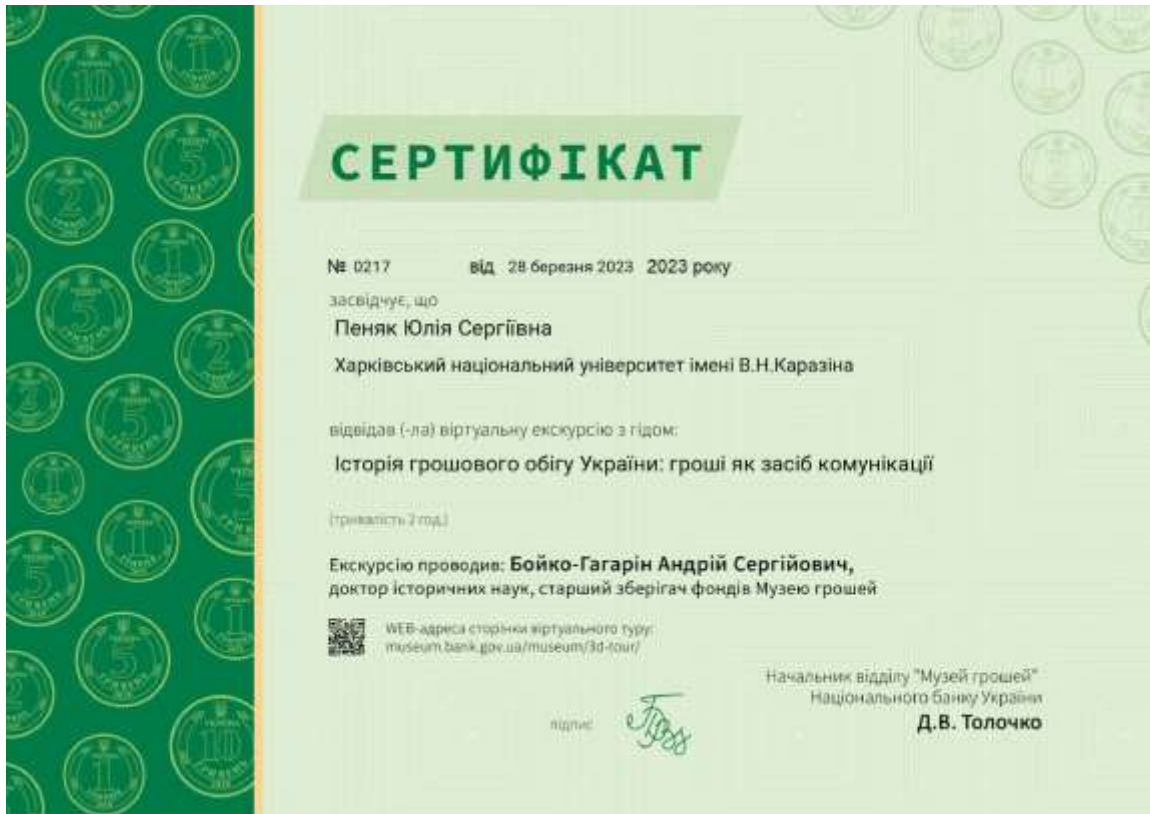 СЕРТИФІКАТ
№ 0217 від 28 березня 2023 2023 року
засвідчує, що
Пеняк Юлія Сергіївна
Харківський національний університет імені В.Н.Каразіна
відвідав (-ла) віртуальну екскурсію з гідом:
Історія грошового обігу України: гроші як засіб комунікації
(тривалість 2 год.)
Екскурсію проводив: Бойко-Гагарін Андрій Сергійович,
доктор історичних наук, старший зберігач фондів Музею грошей
WEB-адреса сторінки віртуального туру:
museum.bank.gov.ua/museum/3d-tour/
Начальник відділу "Музей грошей"
Національного банку України
підпис
Д.В. Толочко